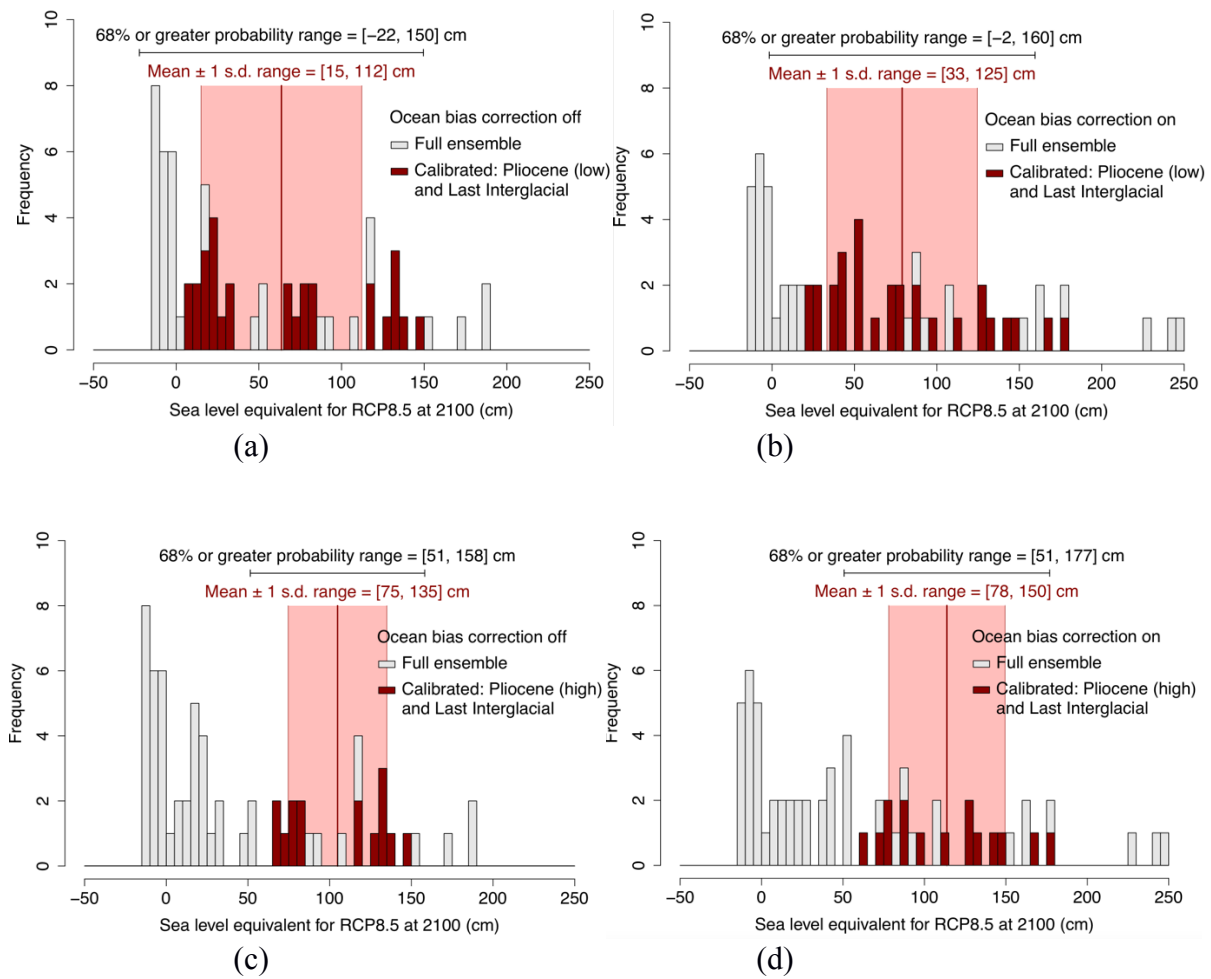 68% or greater probability range = [-22, 150] cm
Mean ± 1 s.d. range = [15, 112] cm
Ocean bias correction off
Full ensemble
Calibrated: Pliocene (low)
and Last Interglacial
Frequency
0 2 4 6 8 10
−50 0 50 100 150 200 250
Sea level equivalent for RCP8.5 at 2100 (cm)
(a)
68% or greater probability range = [-2, 160] cm
Mean ± 1 s.d. range = [33, 125] cm
Ocean bias correction on
Full ensemble
Calibrated: Pliocene (low)
and Last Interglacial
Frequency
0 2 4 6 8 10
−50 0 50 100 150 200 250
Sea level equivalent for RCP8.5 at 2100 (cm)
(b)
68% or greater probability range = [51, 158] cm
Mean ± 1 s.d. range = [75, 135] cm
Ocean bias correction off
Full ensemble
Calibrated: Pliocene (high)
and Last Interglacial
Frequency
0 2 4 6 8 10
−50 0 50 100 150 200 250
Sea level equivalent for RCP8.5 at 2100 (cm)
(c)
68% or greater probability range = [51, 177] cm
Mean ± 1 s.d. range = [78, 150] cm
Ocean bias correction on
Full ensemble
Calibrated: Pliocene (high)
and Last Interglacial
Frequency
0 2 4 6 8 10
−50 0 50 100 150 200 250
Sea level equivalent for RCP8.5 at 2100 (cm)
(d)